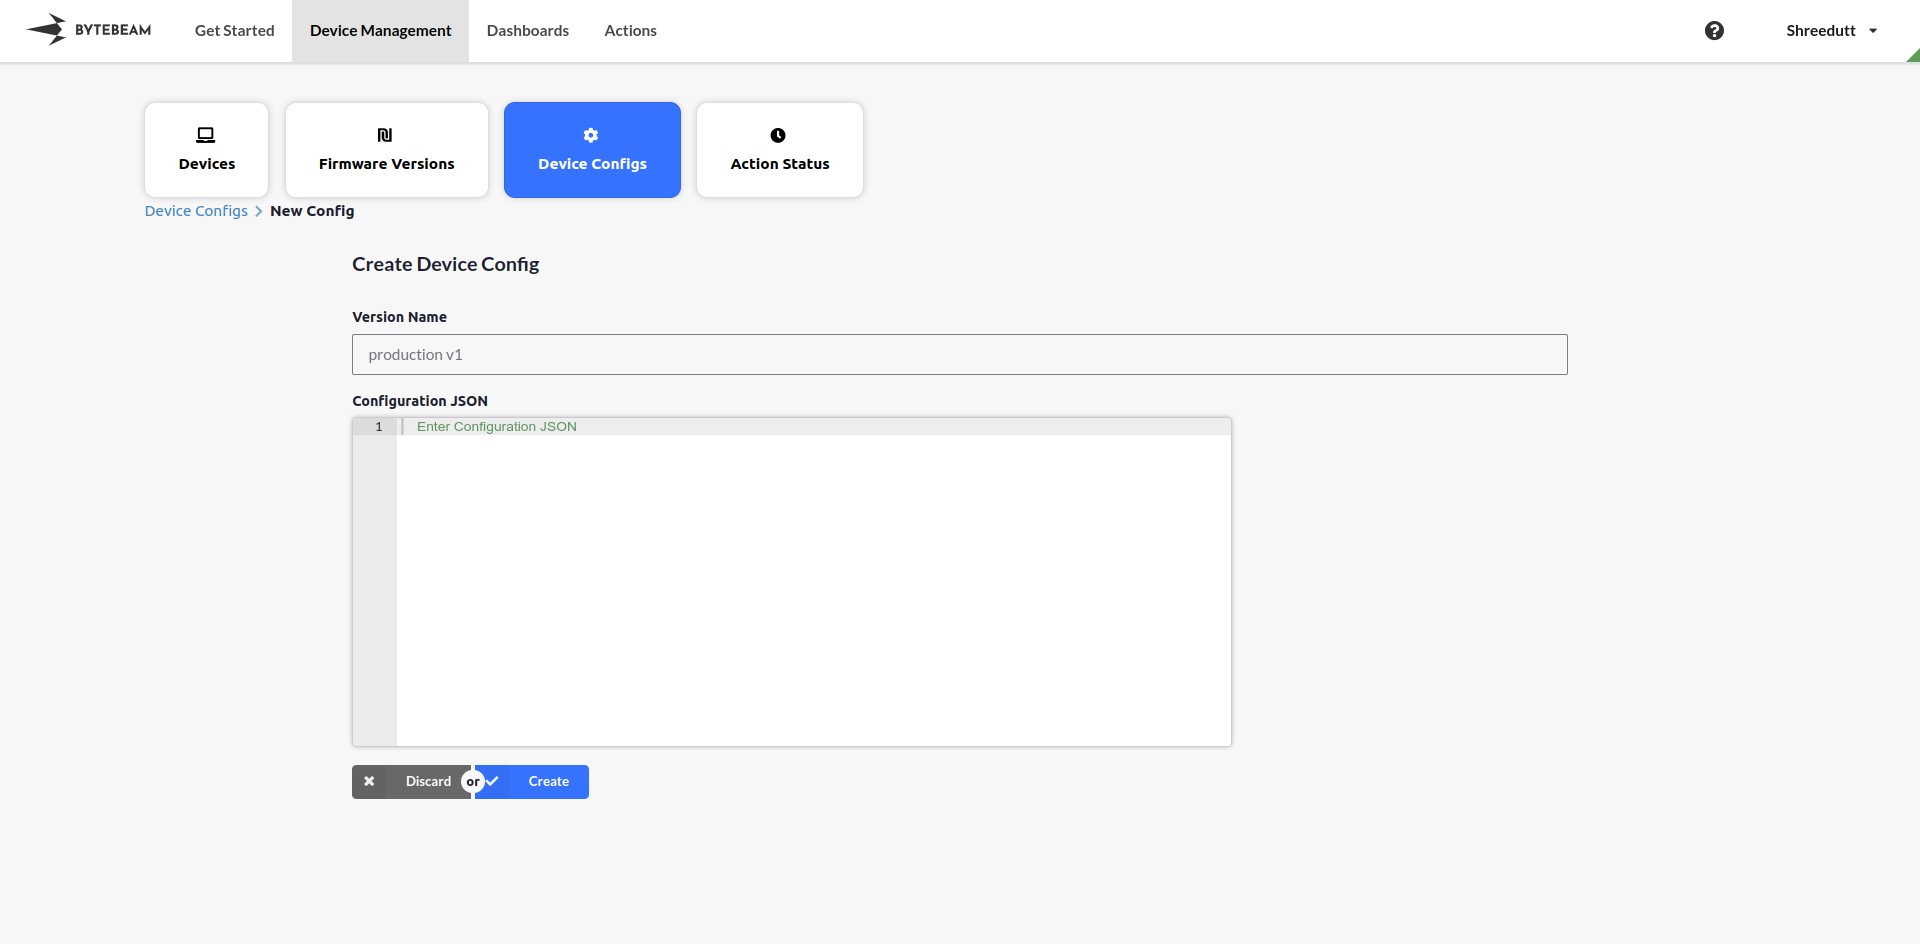 BYTEBEAM Get Started Device Management Dashboards Actions Shreedutt
Devices Firmware Versions Device Configs Action Status
Device Configs New Config
Create Device Config
Version Name
production v1
Configuration JSON
1 Enter Configuration JSON
Discard or Create